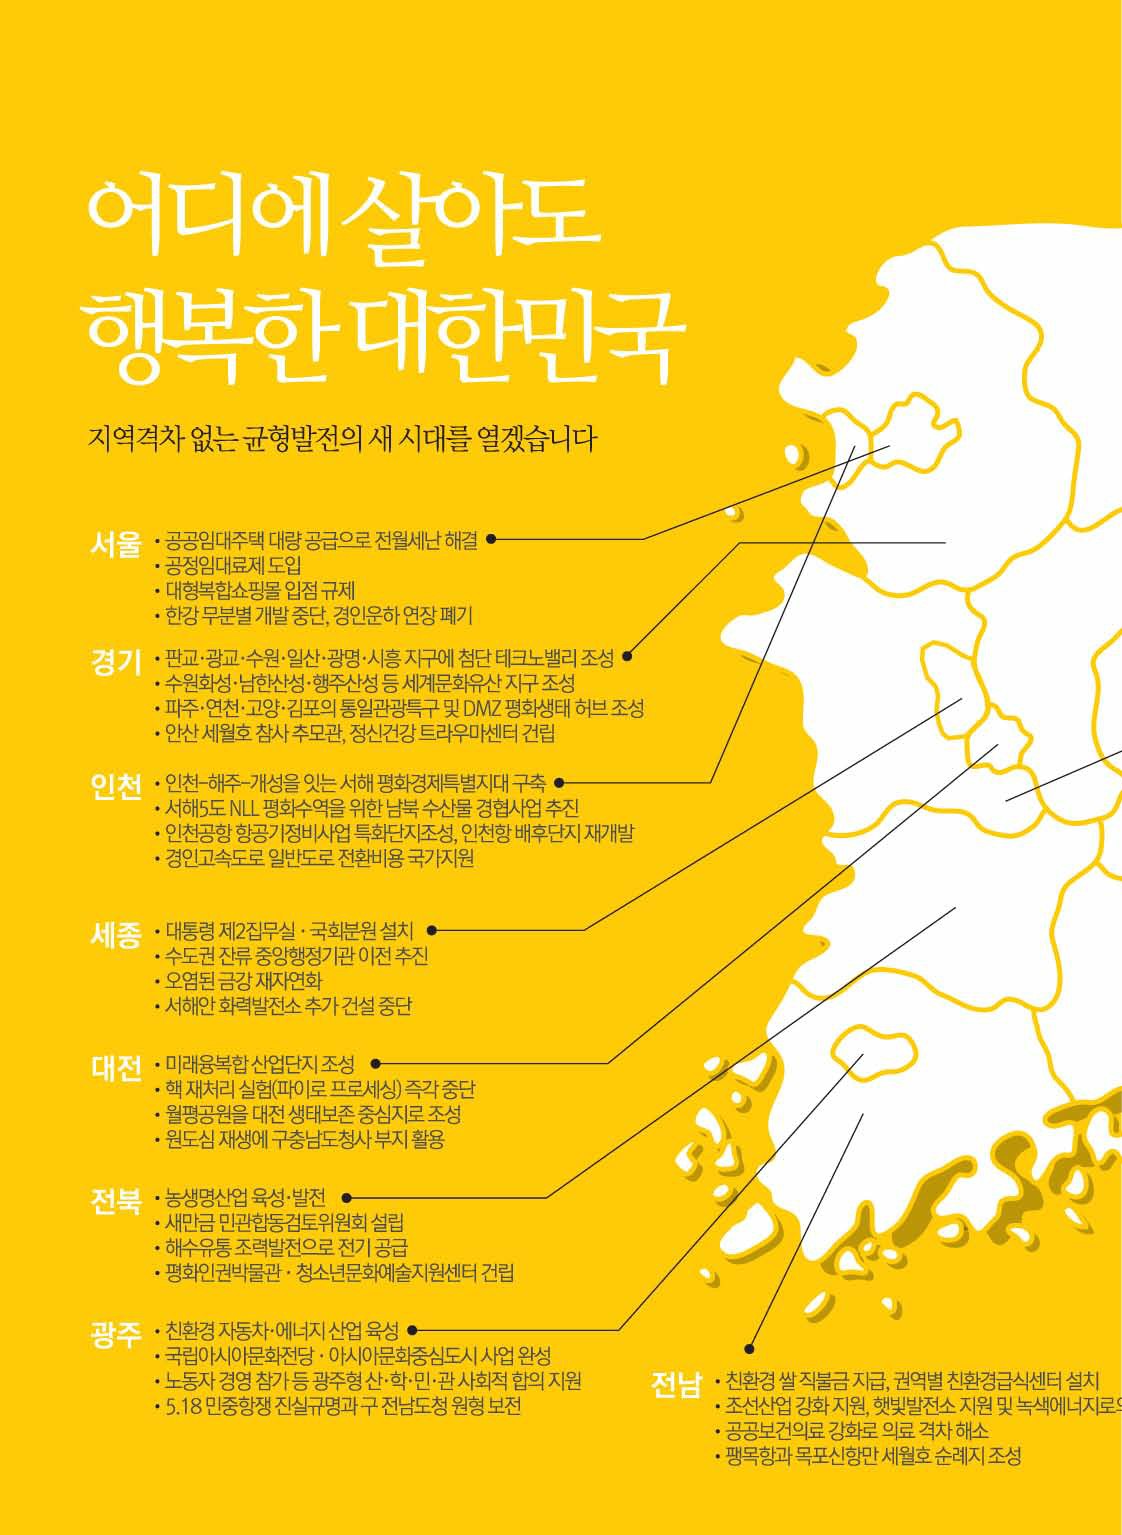 어디에 살아도
행복한 대한민국
지역격차 없는 균형발전의 새 시대를 열겠습니다
서울
• 공공임대주택 대량 공급으로 전월세난 해결
• 공정임대료제 도입
• 대형복합쇼핑몰 입점 규제
• 한강 무분별 개발 중단, 경인운하 연장 폐기
경기
• 판교·광교·수원·일산·광명·시흥 지구에 첨단 테크노밸리 조성
• 수원화성·남한산성·행주산성 등 세계문화유산 지구 조성
• 파주·연천·고양·김포의 통일관광특구 및 DMZ 평화생태 허브 조성
• 안산 세월호 참사 추모관, 정신건강 트라우마센터 건립
인천
• 인천-해주-개성을 잇는 서해 평화경제특별지대 구축
• 서해5도 NLL 평화수역을 위한 남북 수산물 경협사업 추진
• 인천공항 항공기정비사업 특화단지조성, 인천항 배후단지 재개발
• 경인고속도로 일반도로 전환비용 국가지원
세종
• 대통령 제2집무실 · 국회분원 설치
• 수도권 잔류 중앙행정기관 이전 추진
• 오염된 금강 재자연화
• 서해안 화력발전소 추가 건설 중단
대전
• 미래융복합 산업단지 조성
• 핵 재처리 실험(파이로 프로세싱) 즉각 중단
• 월평공원을 대전 생태보존 중심지로 조성
• 원도심 재생에 구충남도청사 부지 활용
전북
• 농생명산업 육성·발전
• 새만금 민관합동검토위원회 설립
• 해수유통 조력발전으로 전기 공급
• 평화인권박물관 · 청소년문화예술지원센터 건립
광주
• 친환경 자동차·에너지 산업 육성
• 국립아시아문화전당 · 아시아문화중심도시 사업 완성
• 노동자 경영 참가 등 광주형 산·학·민·관 사회적 합의 지원
• 5.18 민중항쟁 진실규명과 구 전남도청 원형 보전
전남
• 친환경 쌀 직불금 지급, 권역별 친환경급식센터 설치
• 조선산업 강화 지원, 햇빛발전소 지원 및 녹색에너지로의
• 공공보건의료 강화로 의료 격차 해소
• 팽목항과 목포신항만 세월호 순례지 조성